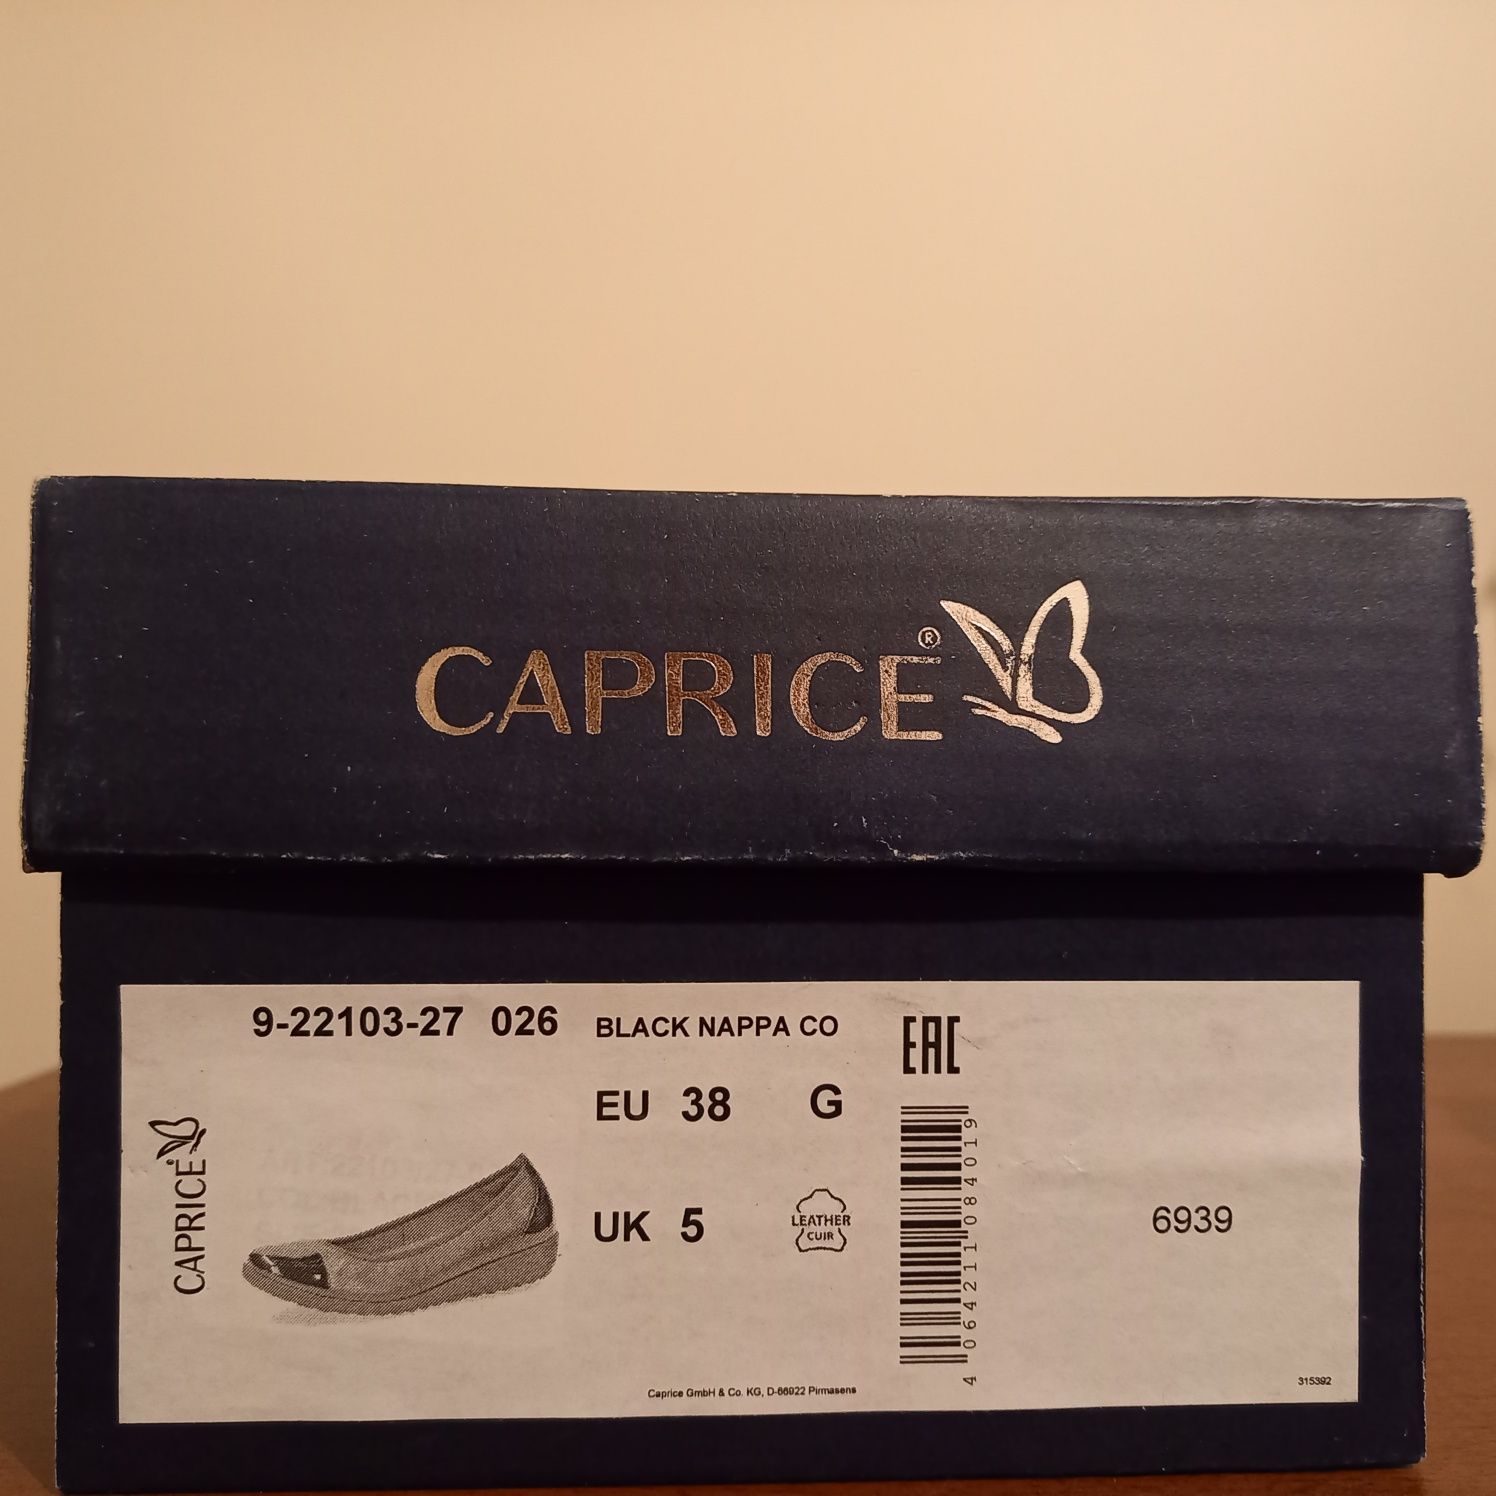 CAPRICE®
9-22103-27 026 BLACK NAPPA CO
EAC
EU 38 G
UK 5
LEATHER
CUIR
CAPRICE
4 064211 084019
6939
Caprice GmbH & Co. KG, D-66922 Pirmasens
315392